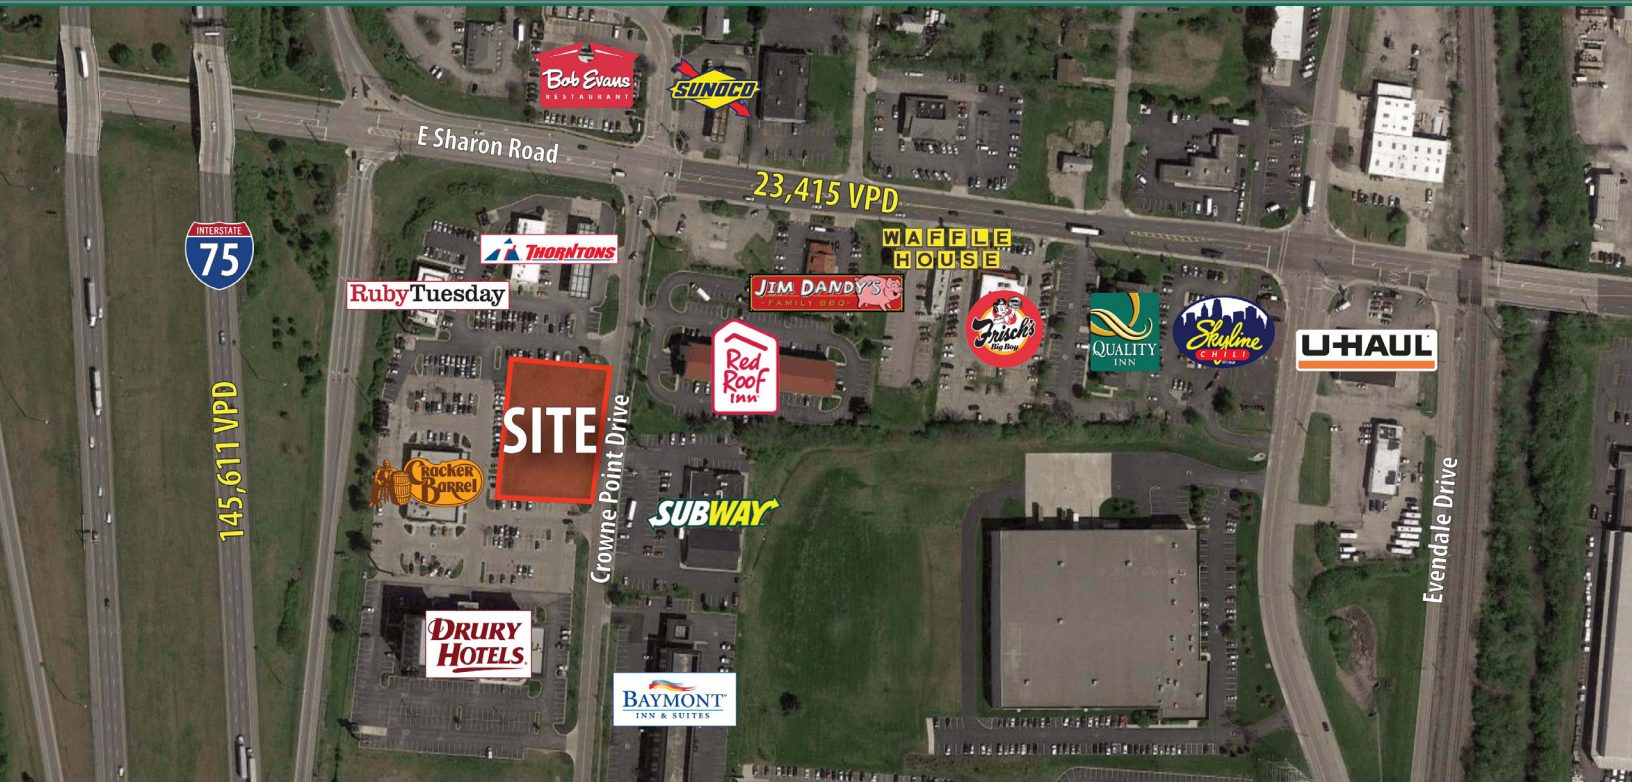 Bob Evans
RESTAURANT
SUNOCO
E Sharon Road
23,415 VPD
INTERSTATE
75
THORNTONS
WAFFLE
HOUSE
RubyTuesday
JIM DANDY'S
FAMILY BBQ
Frisch's
Big Boy
QUALITY
INN
Skyline
CHILI
U-HAUL
Red
Roof
Inn
SITE
Crowne Point Drive
145,611 VPD
Cracker
Barrel
SUBWAY
Evendale Drive
DRURY
HOTELS
BAYMONT
INN & SUITES